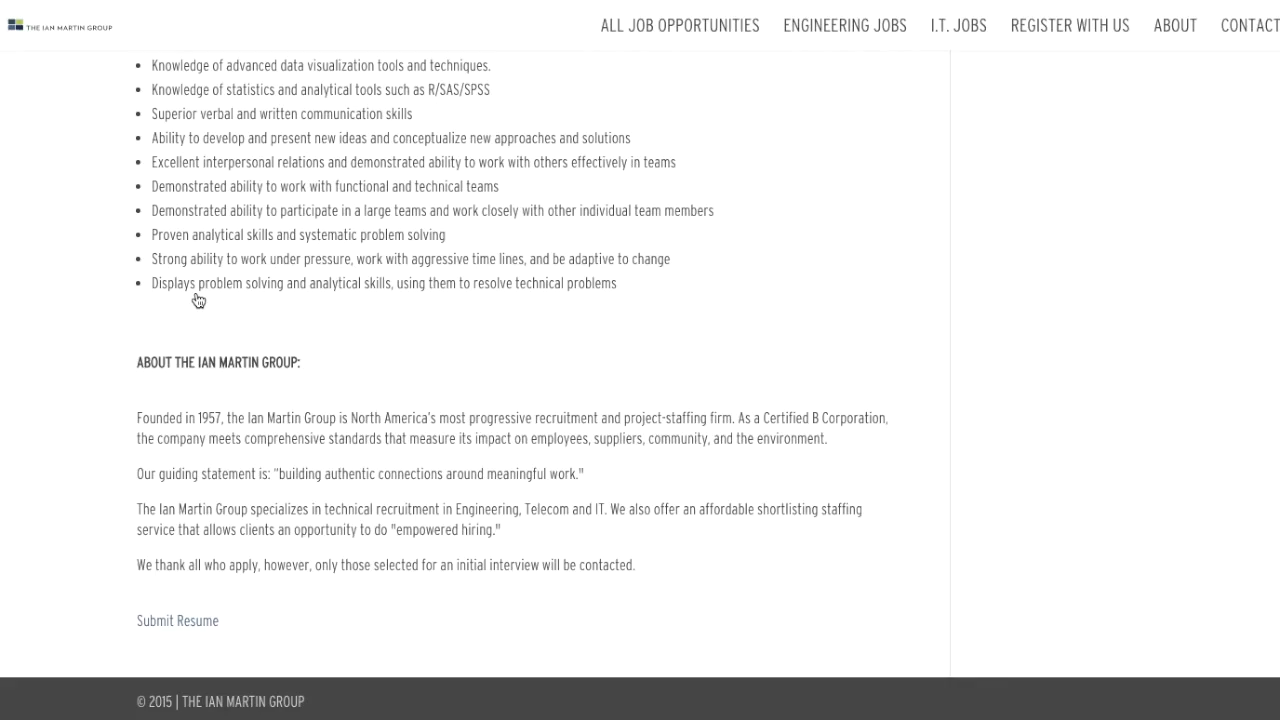 THE IAN MARTIN GROUP
ALL JOB OPPORTUNITIES ENGINEERING JOBS I.T. JOBS REGISTER WITH US ABOUT CONTACT
• Knowledge of advanced data visualization tools and techniques.
• Knowledge of statistics and analytical tools such as R/SAS/SPSS
• Superior verbal and written communication skills
• Ability to develop and present new ideas and conceptualize new approaches and solutions
• Excellent interpersonal relations and demonstrated ability to work with others effectively in teams
• Demonstrated ability to work with functional and technical teams
• Demonstrated ability to participate in a large teams and work closely with other individual team members
• Proven analytical skills and systematic problem solving
• Strong ability to work under pressure, work with aggressive time lines, and be adaptive to change
• Displays problem solving and analytical skills, using them to resolve technical problems
ABOUT THE IAN MARTIN GROUP:
Founded in 1957, the Ian Martin Group is North America's most progressive recruitment and project-staffing firm. As a Certified B Corporation,
the company meets comprehensive standards that measure its impact on employees, suppliers, community, and the environment.
Our guiding statement is: "building authentic connections around meaningful work."
The Ian Martin Group specializes in technical recruitment in Engineering, Telecom and IT. We also offer an affordable shortlisting staffing
service that allows clients an opportunity to do "empowered hiring."
We thank all who apply, however, only those selected for an initial interview will be contacted.
Submit Resume
© 2015 | THE IAN MARTIN GROUP